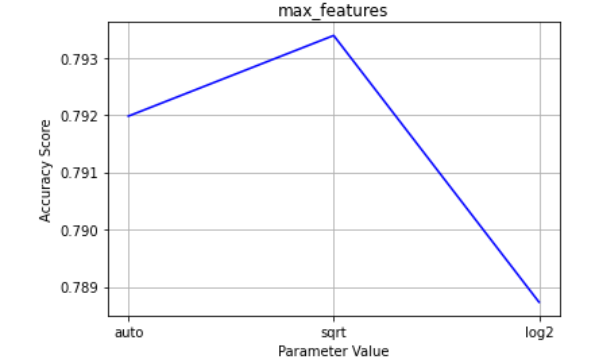 max_features
Accuracy Score
0.793
0.792
0.791
0.790
0.789
auto sqrt log2
Parameter Value